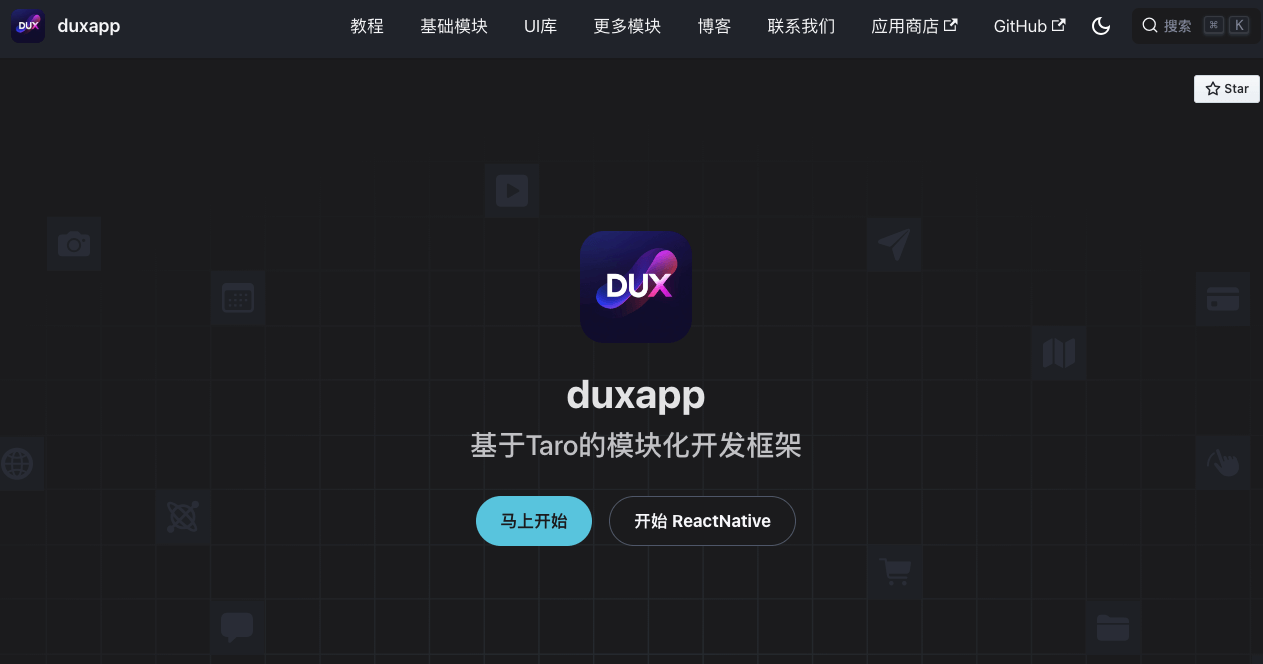 DUX duxapp 教程 基础模块 UI库 更多模块 博客 联系我们 应用商店 GitHub 搜索 ⌘ K
Star
DUX
duxapp
基于Taro的模块化开发框架
马上开始 开始 ReactNative